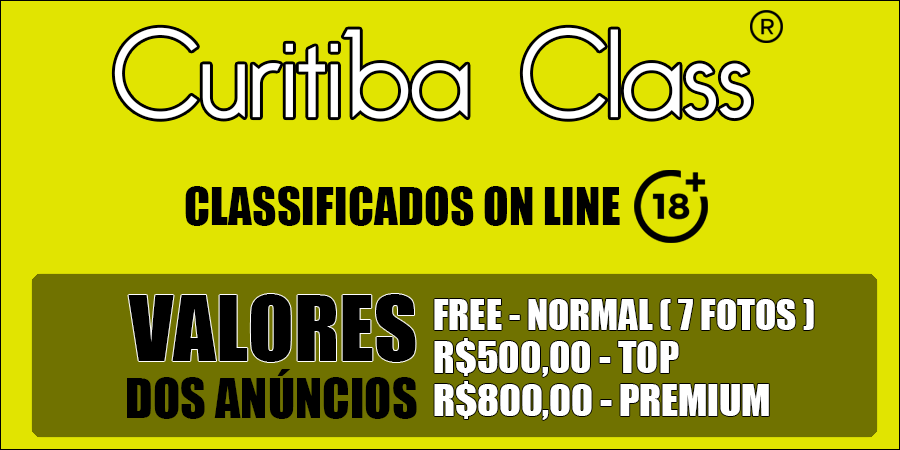 Curitiba Class ®
CLASSIFICADOS ON LINE 18+
VALORES
DOS ANÚNCIOS
FREE - NORMAL ( 7 FOTOS )
R$500,00 - TOP
R$800,00 - PREMIUM